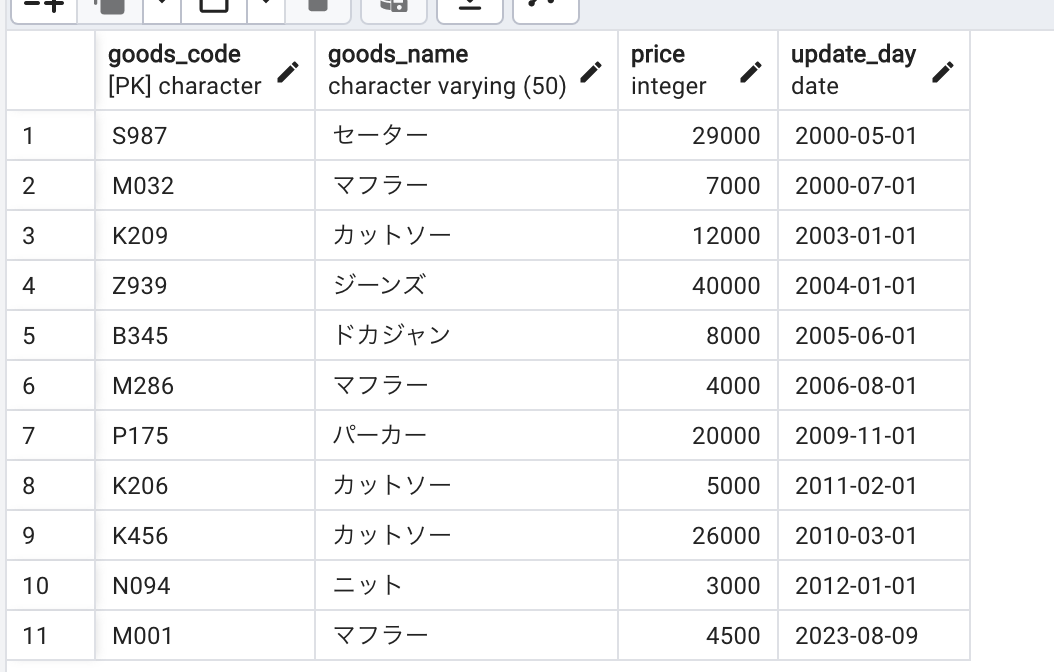 goods_code goods_name price update_day
[PK] character character varying (50) integer date
1 S987 セーター 29000 2000-05-01
2 M032 マフラー 7000 2000-07-01
3 K209 カットソー 12000 2003-01-01
4 Z939 ジーンズ 40000 2004-01-01
5 B345 ドカジャン 8000 2005-06-01
6 M286 マフラー 4000 2006-08-01
7 P175 パーカー 20000 2009-11-01
8 K206 カットソー 5000 2011-02-01
9 K456 カットソー 26000 2010-03-01
10 N094 ニット 3000 2012-01-01
11 M001 マフラー 4500 2023-08-09